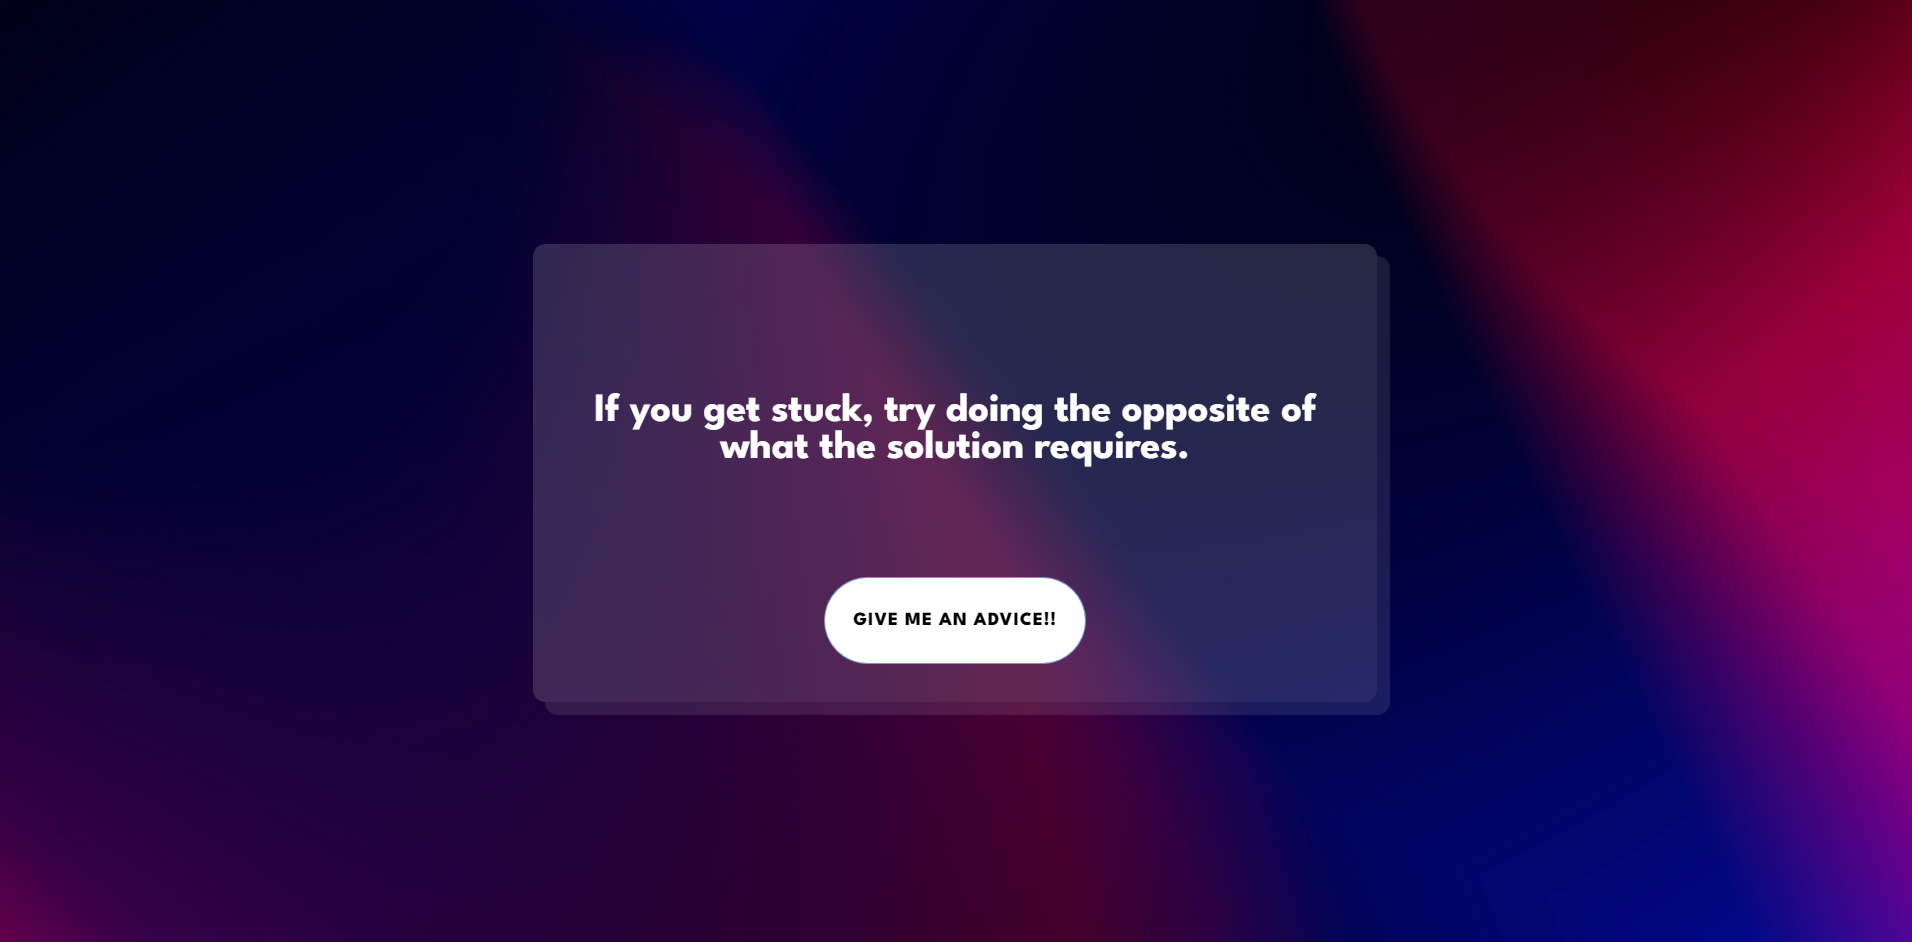 If you get stuck, try doing the opposite of
what the solution requires.
GIVE ME AN ADVICE!!